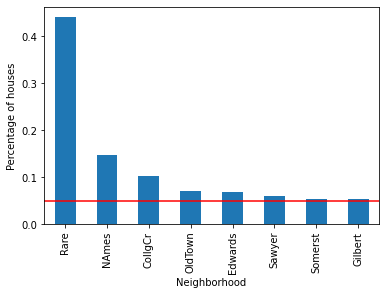 Percentage of houses
0.4
0.3
0.2
0.1
0.0
Rare
NAmes
CollgCr
OldTown
Edwards
Sawyer
Somerst
Gilbert
Neighborhood